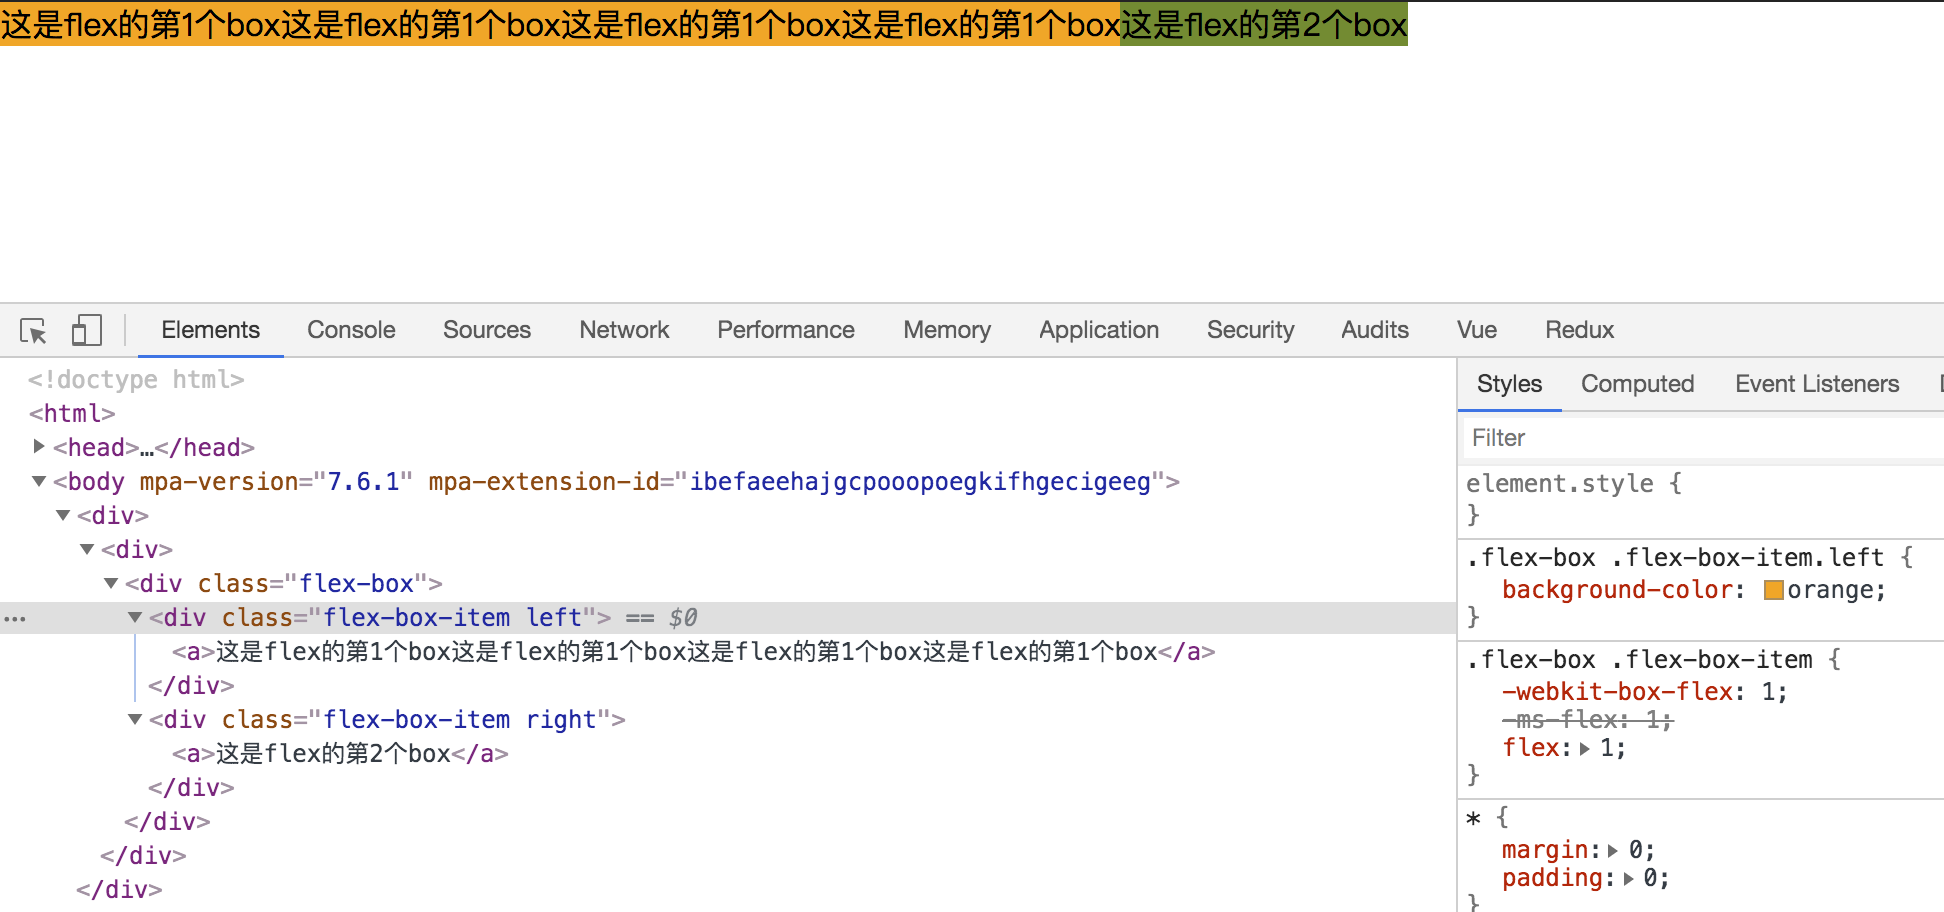 这是flex的第1个box这是flex的第1个box这是flex的第1个box这是flex的第1个box这是flex的第2个box
Elements Console Sources Network Performance Memory Application Security Audits Vue Redux
<!doctype html>
<html>
<head>…</head>
<body mpa-version="7.6.1" mpa-extension-id="ibefaeehajgcpooopoegkifhgecigeeg">
<div>
<div>
<div class="flex-box">
<div class="flex-box-item left"> == $0
<a>这是flex的第1个box这是flex的第1个box这是flex的第1个box这是flex的第1个box</a>
</div>
<div class="flex-box-item right">
<a>这是flex的第2个box</a>
</div>
</div>
</div>
</div>
Styles Computed Event Listeners
Filter
element.style {
}
.flex-box .flex-box-item.left {
background-color: orange;
}
.flex-box .flex-box-item {
-webkit-box-flex: 1;
-ms-flex: 1;
flex: 1;
}
* {
margin: 0;
padding: 0;
}